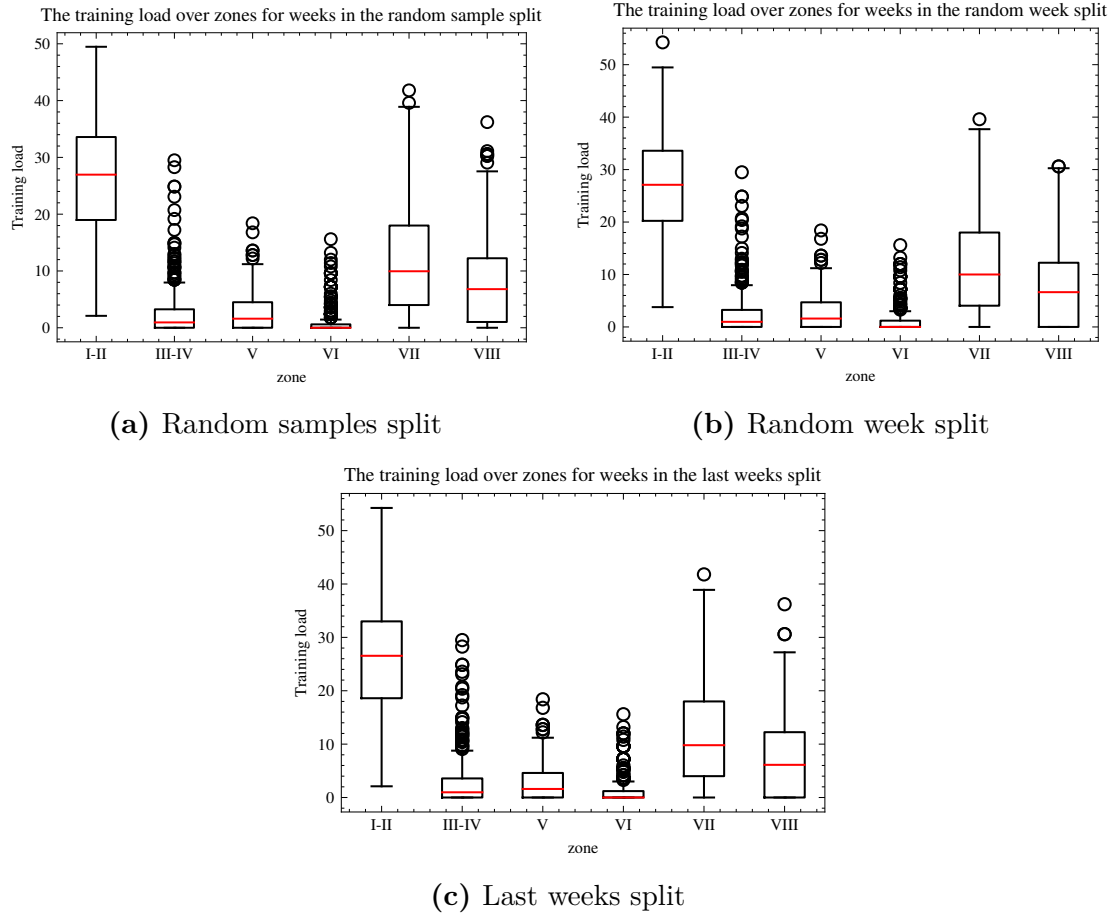 The training load over zones for weeks in the random sample split
50
40
30
20
10
0
Training load
I-II III-IV V VI VII VIII
zone
(a) Random samples split
The training load over zones for weeks in the random week split
50
40
30
20
10
0
Training load
I-II III-IV V VI VII VIII
zone
(b) Random week split
The training load over zones for weeks in the last weeks split
50
40
30
20
10
0
Training load
I-II III-IV V VI VII VIII
zone
(c) Last weeks split